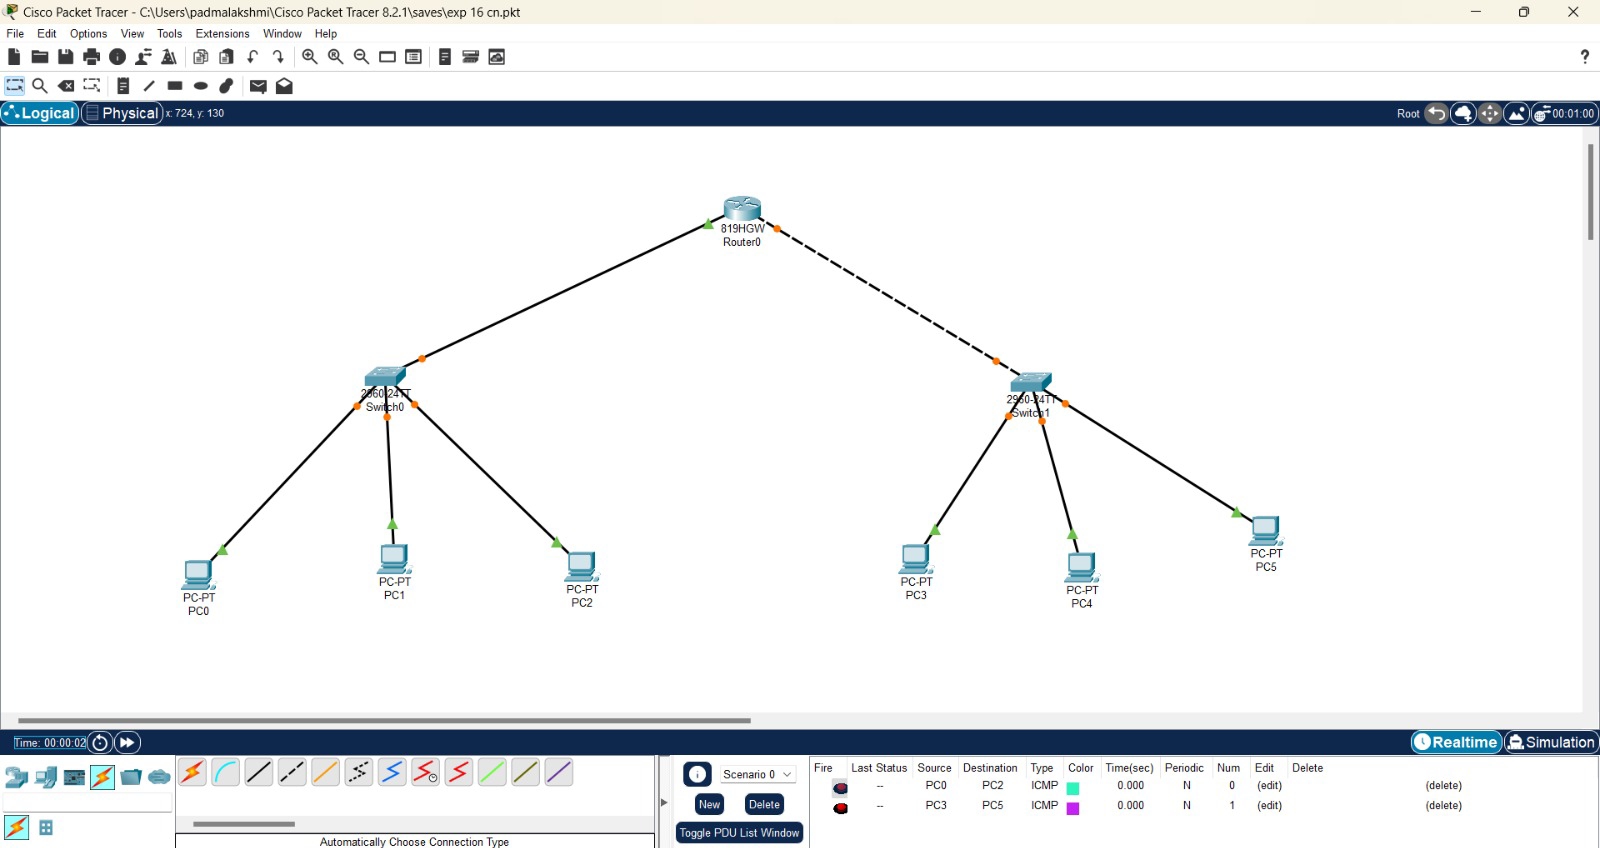 Cisco Packet Tracer - C:\Users\padmalakshmi\Cisco Packet Tracer 8.2.1\saves\exp 16 cn.pkt
File Edit Options View Tools Extensions Window Help
?
Logical Physical x: 724, y: 130 Root 00:01:00
819HGW
Router0
2960-24TT
Switch0
2960-24TT
Switch1
PC-PT
PC0
PC-PT
PC1
PC-PT
PC2
PC-PT
PC3
PC-PT
PC4
PC-PT
PC5
Time: 00:00:02 Realtime Simulation
Scenario 0
New Delete
Toggle PDU List Window
Fire Last Status Source Destination Type Color Time(sec) Periodic Num Edit Delete
-- PC0 PC2 ICMP 0.000 N 0 (edit) (delete)
-- PC3 PC5 ICMP 0.000 N 1 (edit) (delete)
Automatically Choose Connection Type